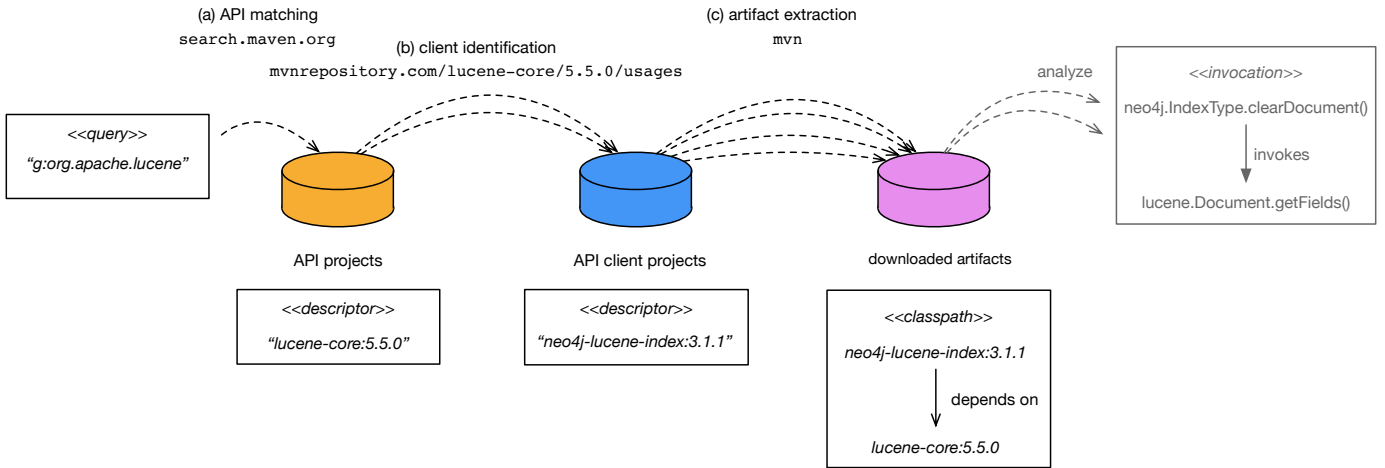 (a) API matching
search.maven.org
(b) client identification
mvnrepository.com/lucene-core/5.5.0/usages
(c) artifact extraction
mvn
<<query>>
“g:org.apache.lucene”
analyze
<<invocation>>
neo4j.IndexType.clearDocument()
invokes
lucene.Document.getFields()
API projects
<<descriptor>>
“lucene-core:5.5.0”
API client projects
<<descriptor>>
“neo4j-lucene-index:3.1.1”
downloaded artifacts
<<classpath>>
neo4j-lucene-index:3.1.1
depends on
lucene-core:5.5.0